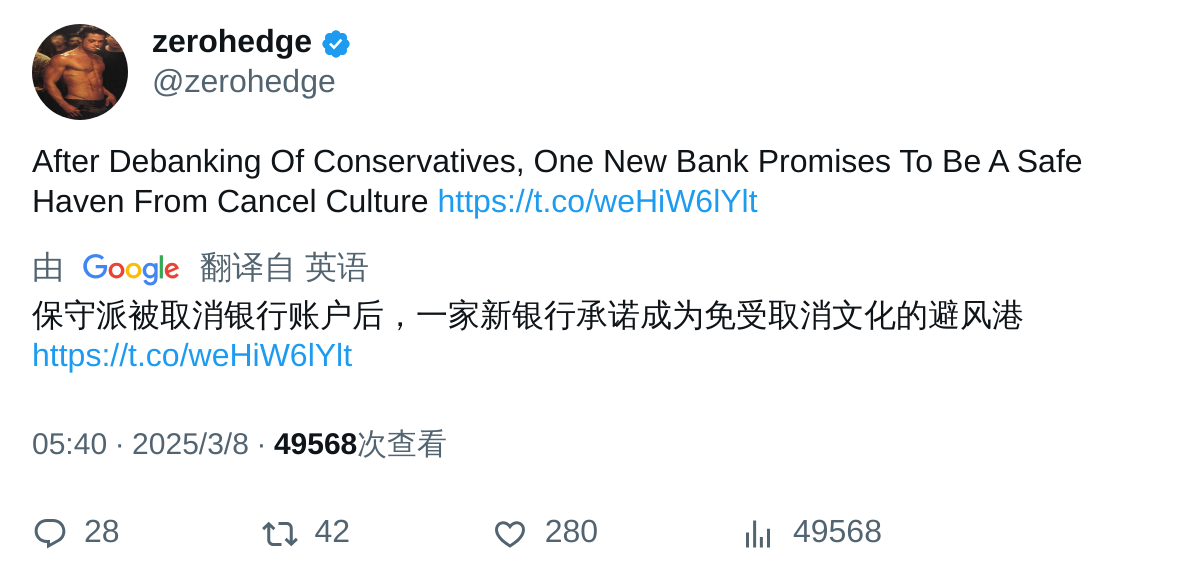 zerohedge
@zerohedge
After Debanking Of Conservatives, One New Bank Promises To Be A Safe
Haven From Cancel Culture https://t.co/weHiW6lYlt
由 Google 翻译自 英语
保守派被取消银行账户后，一家新银行承诺成为免受取消文化的避风港
https://t.co/weHiW6lYlt
05:40 · 2025/3/8 · 49568次查看
28 42 280 49568